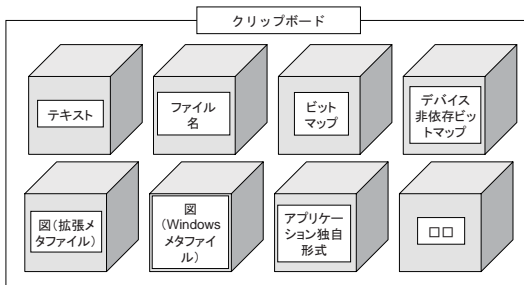 クリップボード
テキスト
ファイル
名
ビット
マップ
デバイス
非依存ビッ
トマップ
図（拡張メ
タファイル）
図
（Windows
メタファイ
ル）
アプリケー
ション独自
形式
□□